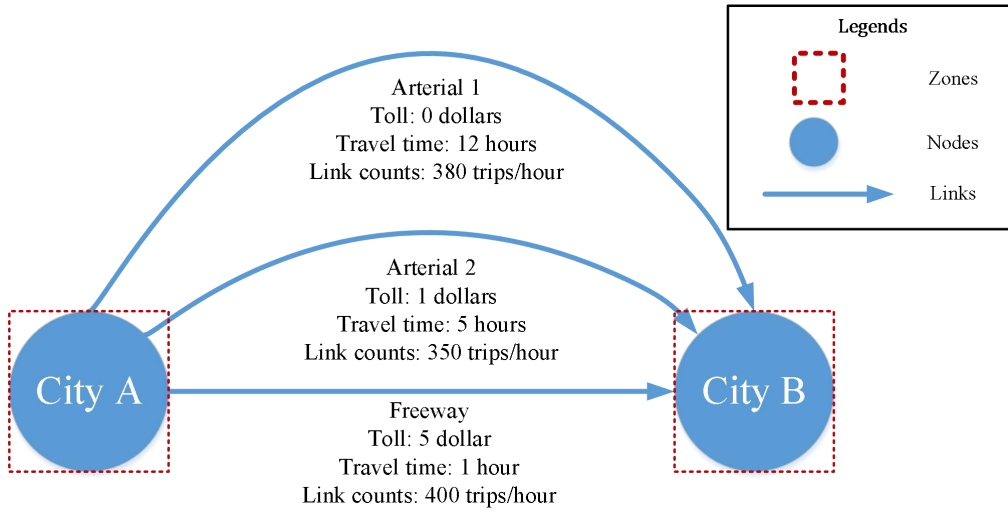 Legends
Zones
Nodes
Links
Arterial 1
Toll: 0 dollars
Travel time: 12 hours
Link counts: 380 trips/hour
Arterial 2
Toll: 1 dollars
Travel time: 5 hours
Link counts: 350 trips/hour
City A
City B
Freeway
Toll: 5 dollar
Travel time: 1 hour
Link counts: 400 trips/hour